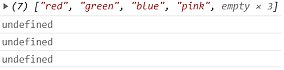 ▶ (7) ["red", "green", "blue", "pink", empty × 3]
undefined
undefined
undefined